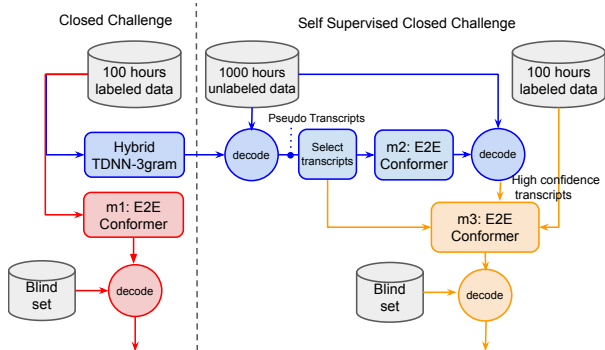 Closed Challenge
Self Supervised Closed Challenge
100 hours
labeled data
1000 hours
unlabeled data
100 hours
labeled data
Pseudo Transcripts
Hybrid
TDNN-3gram
decode
Select
transcripts
m2: E2E
Conformer
decode
High confidence
transcripts
m1: E2E
Conformer
m3: E2E
Conformer
Blind
set
decode
Blind
set
decode